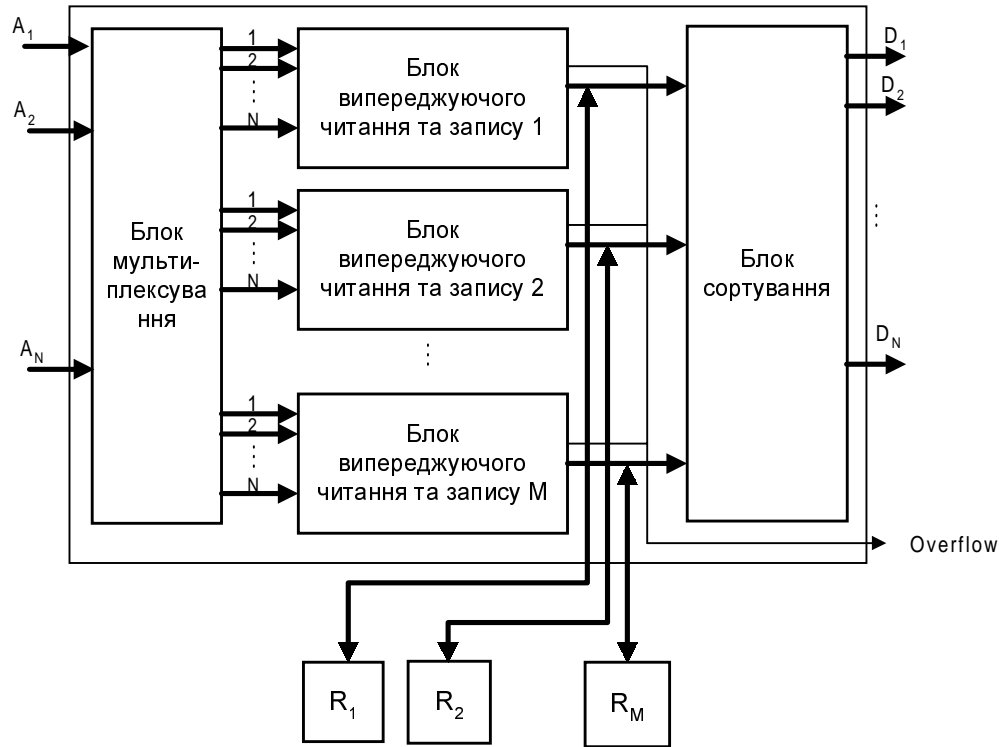 A1
A2
AN
Блок
мульти-
плексува
ння
1
2
N
Блок
випереджуючого
читання та запису 1
1
2
N
Блок
випереджуючого
читання та запису 2
1
2
N
Блок
випереджуючого
читання та запису М
Блок
сортування
D1
D2
DN
Overflow
R1
R2
RM